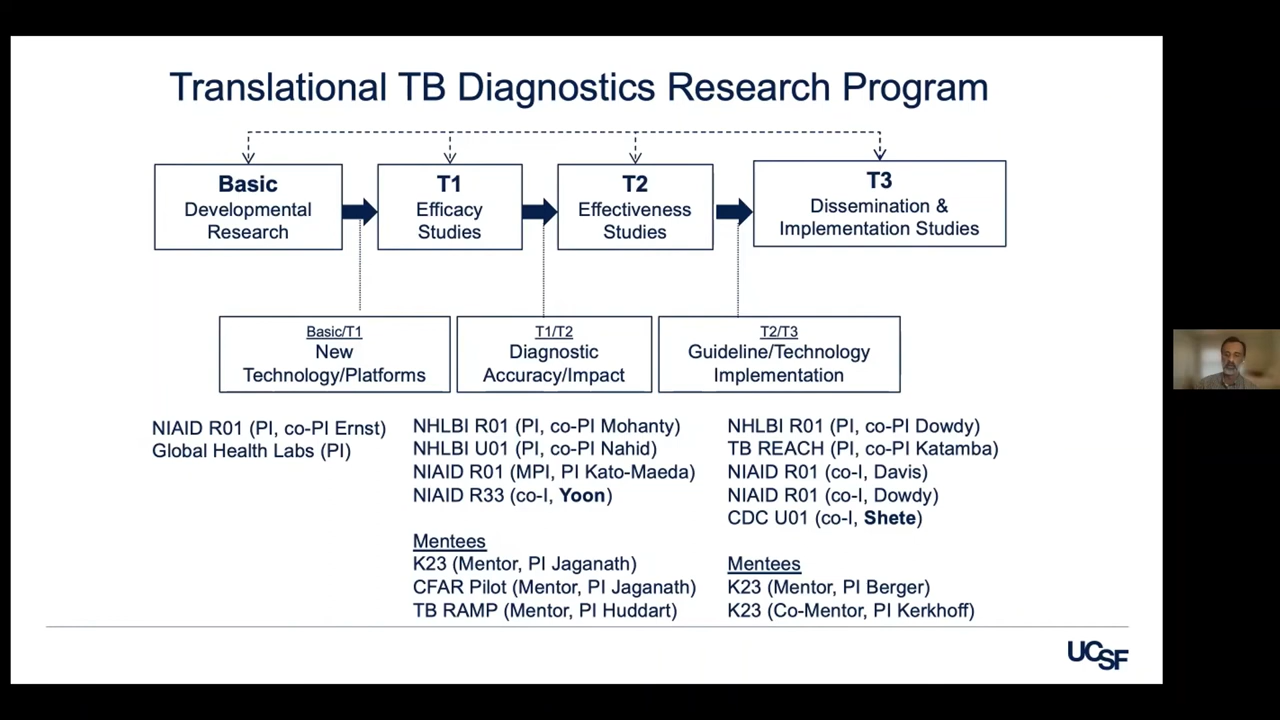 Translational TB Diagnostics Research Program
Basic
Developmental
Research
T1
Efficacy
Studies
T2
Effectiveness
Studies
T3
Dissemination &
Implementation Studies
Basic/T1
New
Technology/Platforms
T1/T2
Diagnostic
Accuracy/Impact
T2/T3
Guideline/Technology
Implementation
NIAID R01 (PI, co-PI Ernst)
Global Health Labs (PI)
NHLBI R01 (PI, co-PI Mohanty)
NHLBI U01 (PI, co-PI Nahid)
NIAID R01 (MPI, PI Kato-Maeda)
NIAID R33 (co-I, Yoon)
Mentees
K23 (Mentor, PI Jaganath)
CFAR Pilot (Mentor, PI Jaganath)
TB RAMP (Mentor, PI Huddart)
NHLBI R01 (PI, co-PI Dowdy)
TB REACH (PI, co-PI Katamba)
NIAID R01 (co-I, Davis)
NIAID R01 (co-I, Dowdy)
CDC U01 (co-I, Shete)
Mentees
K23 (Mentor, PI Berger)
K23 (Co-Mentor, PI Kerkhoff)
UCSF